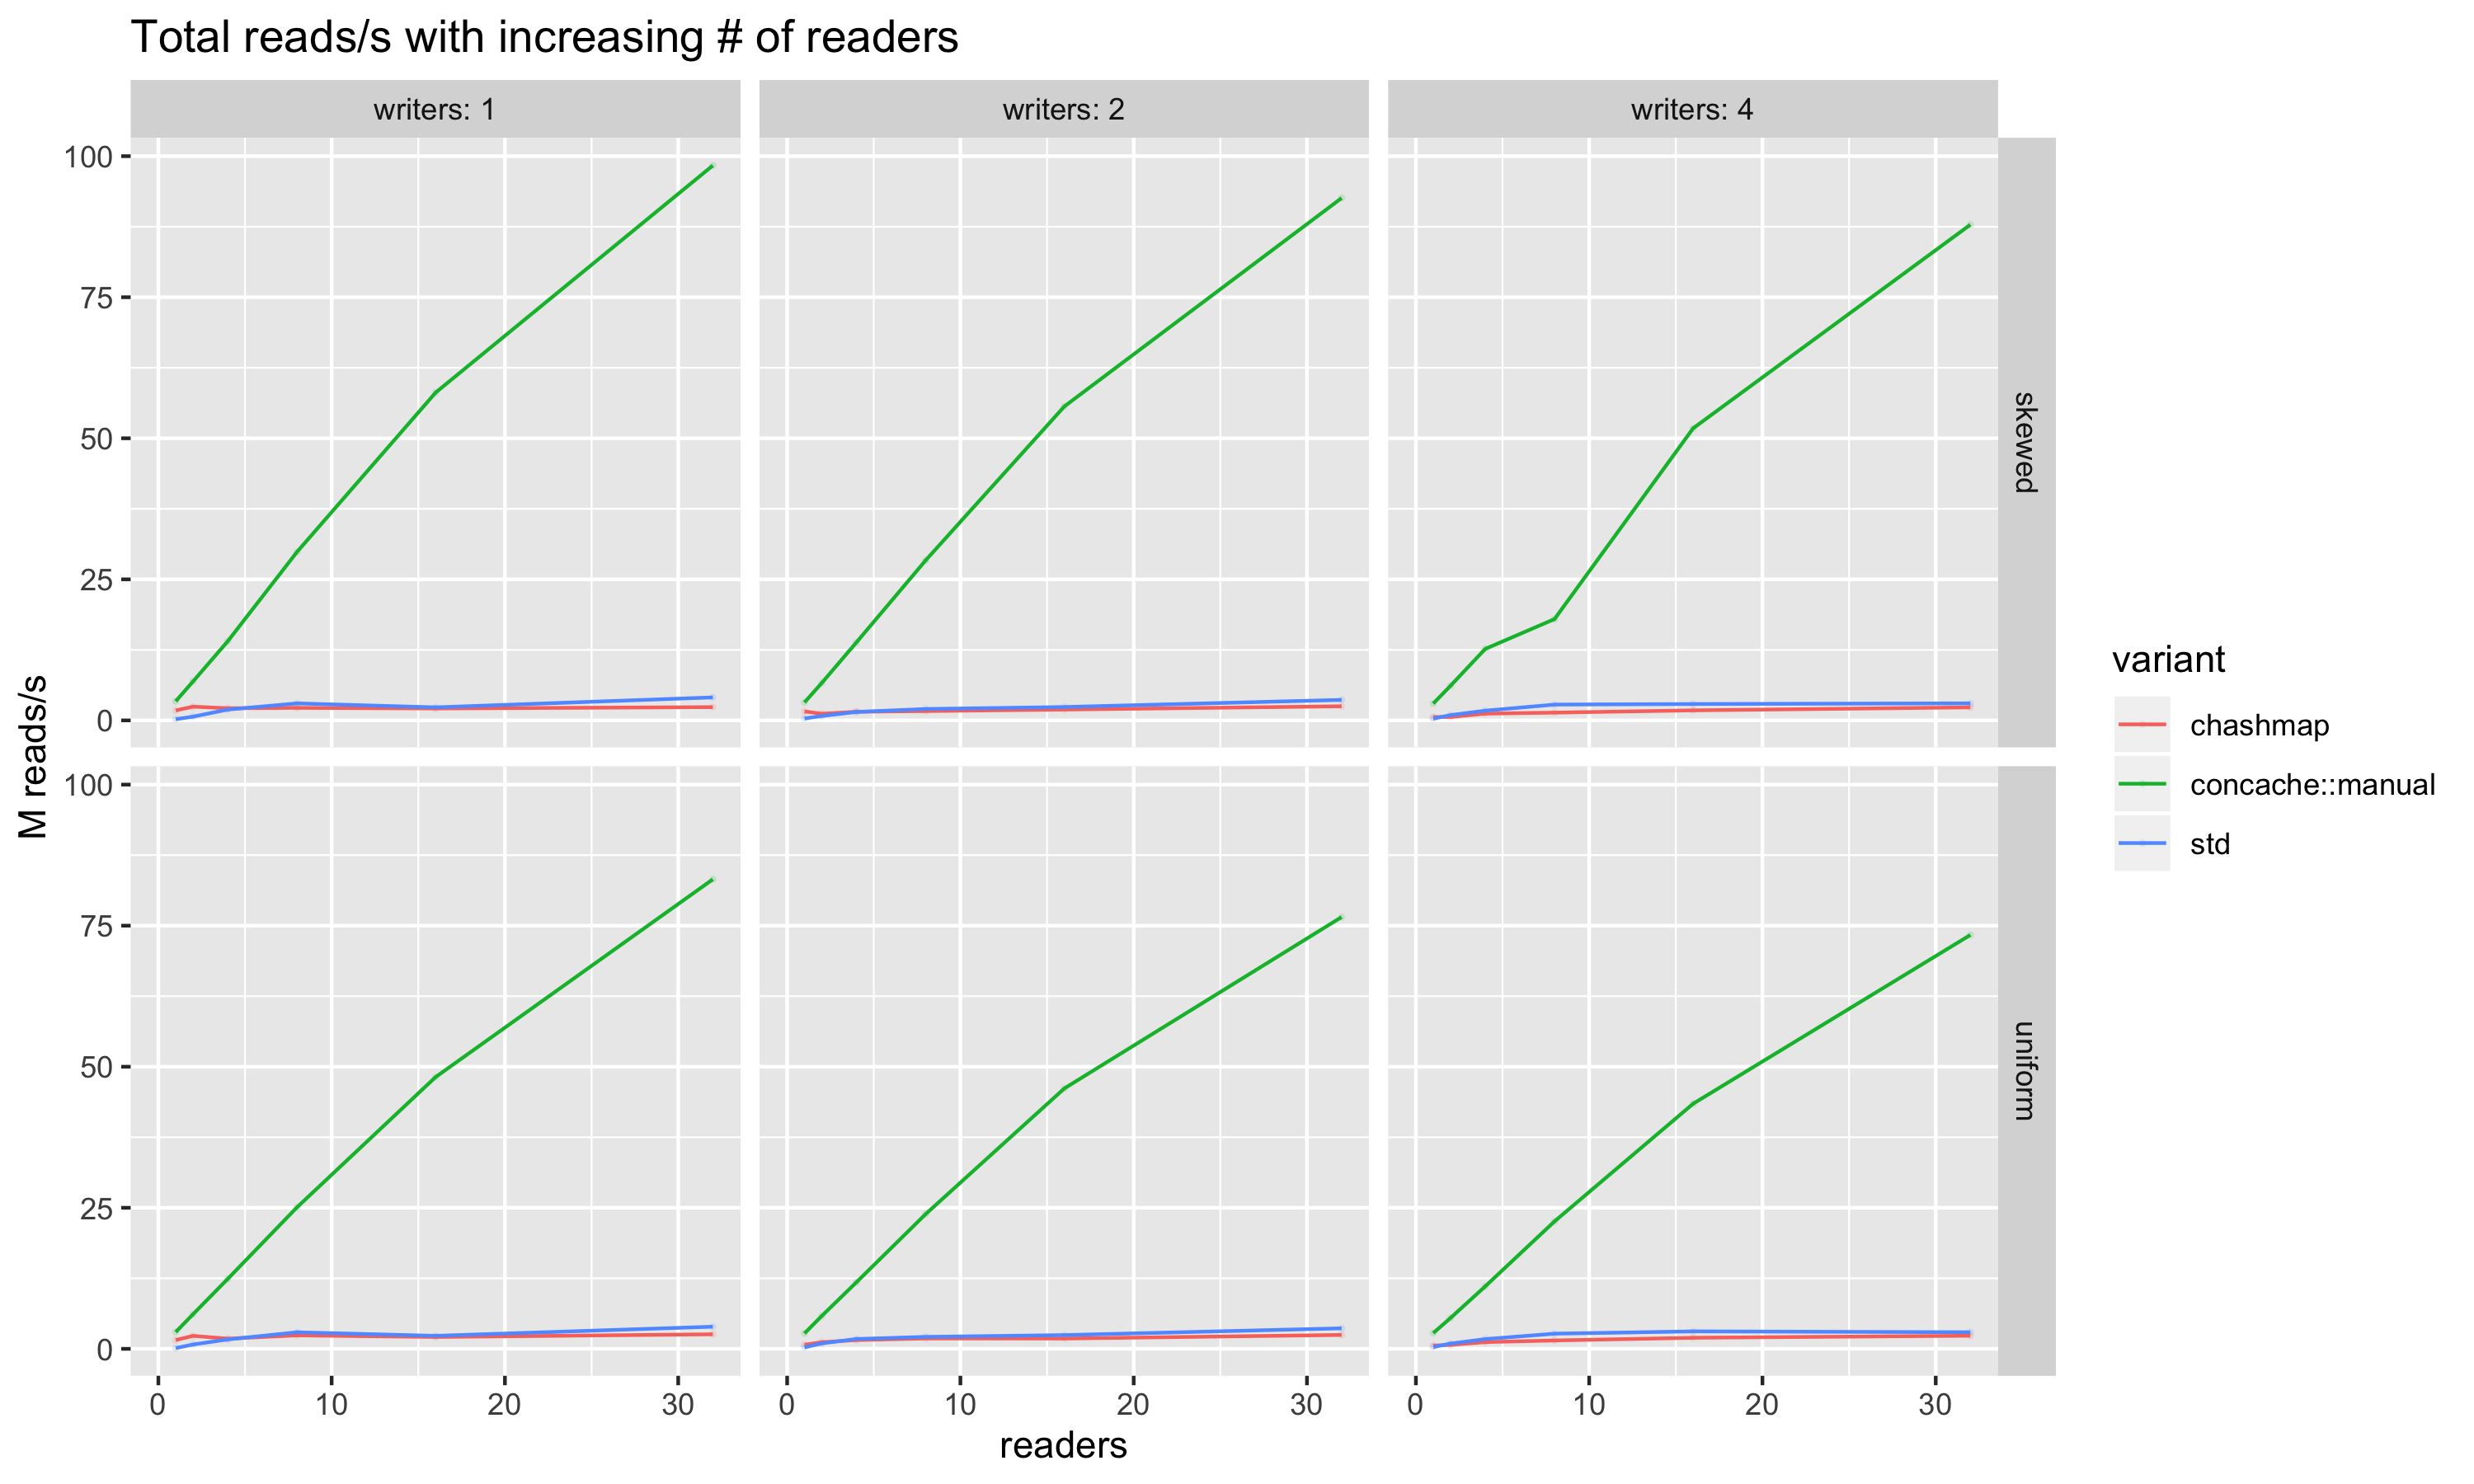 Total reads/s with increasing # of readers
writers: 1
writers: 2
writers: 4
100
75
50
25
0
skewed
100
75
50
25
0
uniform
0 10 20 30
0 10 20 30
0 10 20 30
readers
M reads/s
variant
chashmap
concache::manual
std